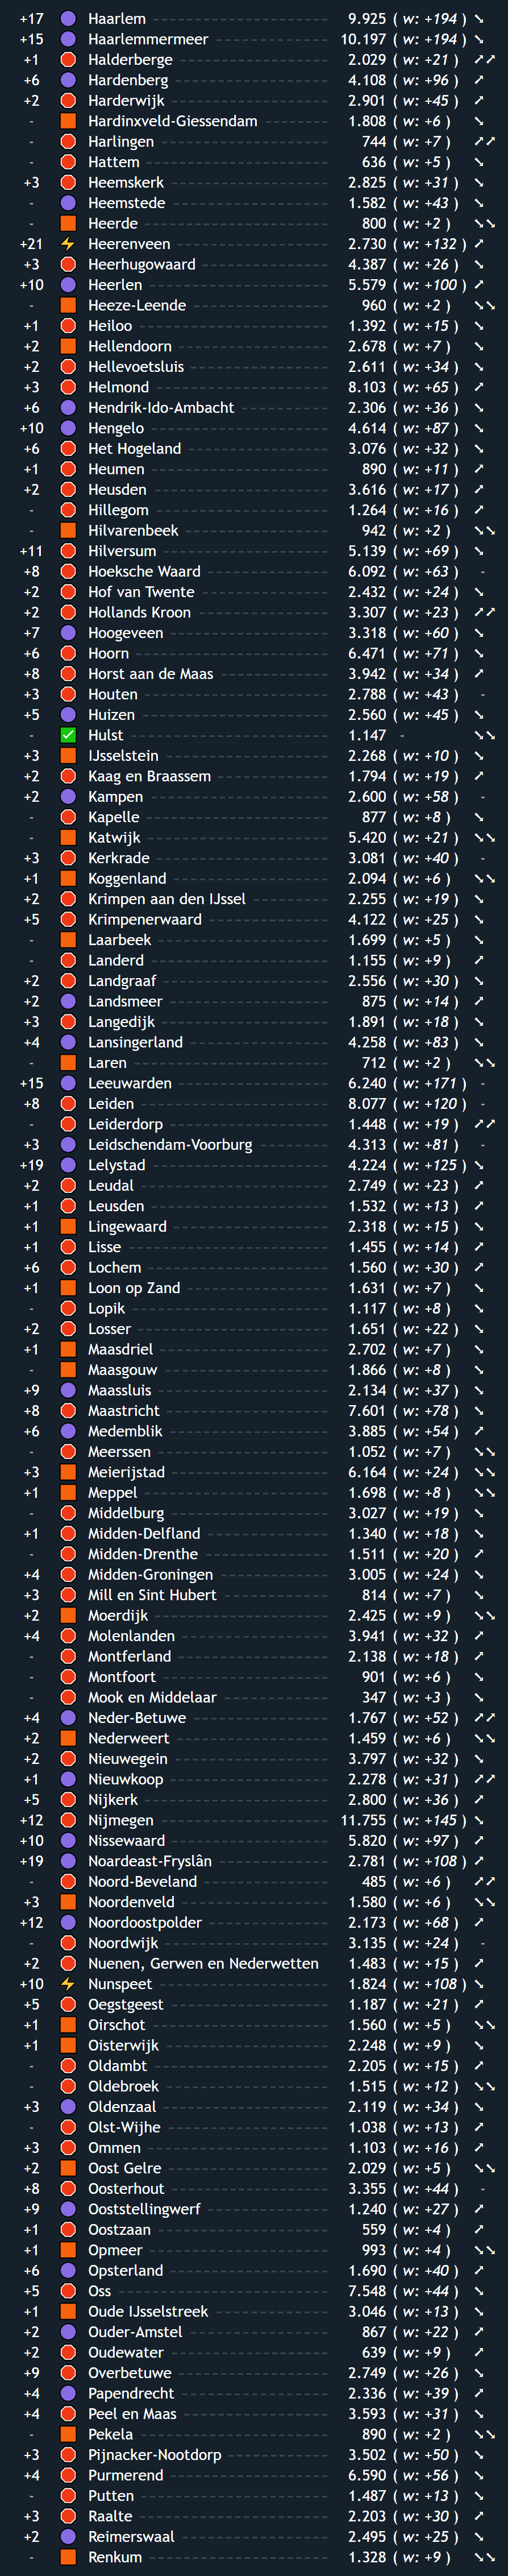 +17 Haarlem 9.925 ( w: +194 ) ➘
+15 Haarlemmermeer 10.197 ( w: +194 ) ➘
+1 Halderberge 2.029 ( w: +21 ) ➚➚
+6 Hardenberg 4.108 ( w: +96 ) ➚
+2 Harderwijk 2.901 ( w: +45 ) ➚
- Hardinxveld-Giessendam 1.808 ( w: +6 ) ➘
- Harlingen 744 ( w: +7 ) ➚➚
- Hattem 636 ( w: +5 ) ➘
+3 Heemskerk 2.825 ( w: +31 ) ➘
- Heemstede 1.582 ( w: +43 ) ➘
- Heerde 800 ( w: +2 ) ➘➘
+21 Heerenveen 2.730 ( w: +132 ) ➚
+3 Heerhugowaard 4.387 ( w: +26 ) ➘
+10 Heerlen 5.579 ( w: +100 ) ➚
- Heeze-Leende 960 ( w: +2 ) ➘➘
+1 Heiloo 1.392 ( w: +15 ) ➘
+2 Hellendoorn 2.678 ( w: +7 ) ➘
+2 Hellevoetsluis 2.611 ( w: +34 ) ➘
+3 Helmond 8.103 ( w: +65 ) ➚
+6 Hendrik-Ido-Ambacht 2.306 ( w: +36 ) ➘
+10 Hengelo 4.614 ( w: +87 ) ➘
+6 Het Hogeland 3.076 ( w: +32 ) ➘
+1 Heumen 890 ( w: +11 ) ➚
+2 Heusden 3.616 ( w: +17 ) ➚
- Hillegom 1.264 ( w: +16 ) ➚
- Hilvarenbeek 942 ( w: +2 ) ➘➘
+11 Hilversum 5.139 ( w: +69 ) ➘
+8 Hoeksche Waard 6.092 ( w: +63 ) -
+2 Hof van Twente 2.432 ( w: +24 ) ➘
+2 Hollands Kroon 3.307 ( w: +23 ) ➚➚
+7 Hoogeveen 3.318 ( w: +60 ) ➘
+6 Hoorn 6.471 ( w: +71 ) ➘
+8 Horst aan de Maas 3.942 ( w: +34 ) ➚
+3 Houten 2.788 ( w: +43 ) -
+5 Huizen 2.560 ( w: +45 ) ➘
- Hulst 1.147 - ➘➘
+3 IJsselstein 2.268 ( w: +10 ) ➘
+2 Kaag en Braassem 1.794 ( w: +19 ) ➚
+2 Kampen 2.600 ( w: +58 ) -
- Kapelle 877 ( w: +8 ) ➘
- Katwijk 5.420 ( w: +21 ) ➘➘
+3 Kerkrade 3.081 ( w: +40 ) -
+1 Koggenland 2.094 ( w: +6 ) ➘➘
+2 Krimpen aan den IJssel 2.255 ( w: +19 ) ➘
+5 Krimpenerwaard 4.122 ( w: +25 ) ➘
- Laarbeek 1.699 ( w: +5 ) ➘
- Landerd 1.155 ( w: +9 ) ➚
+2 Landgraaf 2.556 ( w: +30 ) ➘
+2 Landsmeer 875 ( w: +14 ) ➚
+3 Langedijk 1.891 ( w: +18 ) ➘
+4 Lansingerland 4.258 ( w: +83 ) ➘
- Laren 712 ( w: +2 ) ➘➘
+15 Leeuwarden 6.240 ( w: +171 ) -
+8 Leiden 8.077 ( w: +120 ) -
- Leiderdorp 1.448 ( w: +19 ) ➚➚
+3 Leidschendam-Voorburg 4.313 ( w: +81 ) -
+19 Lelystad 4.224 ( w: +125 ) ➘
+2 Leudal 2.749 ( w: +23 ) ➚
+1 Leusden 1.532 ( w: +13 ) ➚
+1 Lingewaard 2.318 ( w: +15 ) ➘
+1 Lisse 1.455 ( w: +14 ) ➚
+6 Lochem 1.560 ( w: +30 ) ➚
+1 Loon op Zand 1.631 ( w: +7 ) ➘
- Lopik 1.117 ( w: +8 ) ➘
+2 Losser 1.651 ( w: +22 ) ➘
+1 Maasdriel 2.702 ( w: +7 ) ➘
- Maasgouw 1.866 ( w: +8 ) ➘
+9 Maassluis 2.134 ( w: +37 ) ➘
+8 Maastricht 7.601 ( w: +78 ) ➘
+6 Medemblik 3.885 ( w: +54 ) ➚
- Meerssen 1.052 ( w: +7 ) ➘➘
+3 Meierijstad 6.164 ( w: +24 ) ➘➘
+1 Meppel 1.698 ( w: +8 ) ➘➘
- Middelburg 3.027 ( w: +19 ) ➘
+1 Midden-Delfland 1.340 ( w: +18 ) ➘
- Midden-Drenthe 1.511 ( w: +20 ) ➚
+4 Midden-Groningen 3.005 ( w: +24 ) ➘
+3 Mill en Sint Hubert 814 ( w: +7 ) ➘
+2 Moerdijk 2.425 ( w: +9 ) ➘➘
+4 Molenlanden 3.941 ( w: +32 ) ➚
- Montferland 2.138 ( w: +18 ) ➚
- Montfoort 901 ( w: +6 ) ➘
- Mook en Middelaar 347 ( w: +3 ) ➘
+4 Neder-Betuwe 1.767 ( w: +52 ) ➚➚
+2 Nederweert 1.459 ( w: +6 ) ➘➘
+2 Nieuwegein 3.797 ( w: +32 ) ➘
+1 Nieuwkoop 2.278 ( w: +31 ) ➚➚
+5 Nijkerk 2.800 ( w: +36 ) ➚
+12 Nijmegen 11.755 ( w: +145 ) ➘
+10 Nissewaard 5.820 ( w: +97 ) ➚
+19 Noardeast-Fryslân 2.781 ( w: +108 ) ➚
- Noord-Beveland 485 ( w: +6 ) ➚➚
+3 Noordenveld 1.580 ( w: +6 ) ➘➘
+12 Noordoostpolder 2.173 ( w: +68 ) ➚
- Noordwijk 3.135 ( w: +24 ) -
+2 Nuenen, Gerwen en Nederwetten 1.483 ( w: +15 ) ➚
+10 Nunspeet 1.824 ( w: +108 ) ➘
+5 Oegstgeest 1.187 ( w: +21 ) ➚
+1 Oirschot 1.560 ( w: +5 ) ➘➘
+1 Oisterwijk 2.248 ( w: +9 ) ➘
- Oldambt 2.205 ( w: +15 ) ➚
- Oldebroek 1.515 ( w: +12 ) ➘➘
+3 Oldenzaal 2.119 ( w: +34 ) ➘
- Olst-Wijhe 1.038 ( w: +13 ) ➚
+3 Ommen 1.103 ( w: +16 ) ➚
+2 Oost Gelre 2.029 ( w: +5 ) ➘➘
+8 Oosterhout 3.355 ( w: +44 ) -
+9 Ooststellingwerf 1.240 ( w: +27 ) ➚
+1 Oostzaan 559 ( w: +4 ) ➚
+1 Opmeer 993 ( w: +4 ) ➘➘
+6 Opsterland 1.690 ( w: +40 ) ➚
+5 Oss 7.548 ( w: +44 ) ➘
+1 Oude IJsselstreek 3.046 ( w: +13 ) ➘
+2 Ouder-Amstel 867 ( w: +22 ) ➚
+2 Oudewater 639 ( w: +9 ) ➚
+9 Overbetuwe 2.749 ( w: +26 ) ➘
+4 Papendrecht 2.336 ( w: +39 ) ➚
+4 Peel en Maas 3.593 ( w: +31 ) ➘
- Pekela 890 ( w: +2 ) ➘➘
+3 Pijnacker-Nootdorp 3.502 ( w: +50 ) ➘
+4 Purmerend 6.590 ( w: +56 ) ➘
- Putten 1.487 ( w: +13 ) ➘
+3 Raalte 2.203 ( w: +30 ) ➚
+2 Reimerswaal 2.495 ( w: +25 ) ➘
- Renkum 1.328 ( w: +9 ) ➘➘